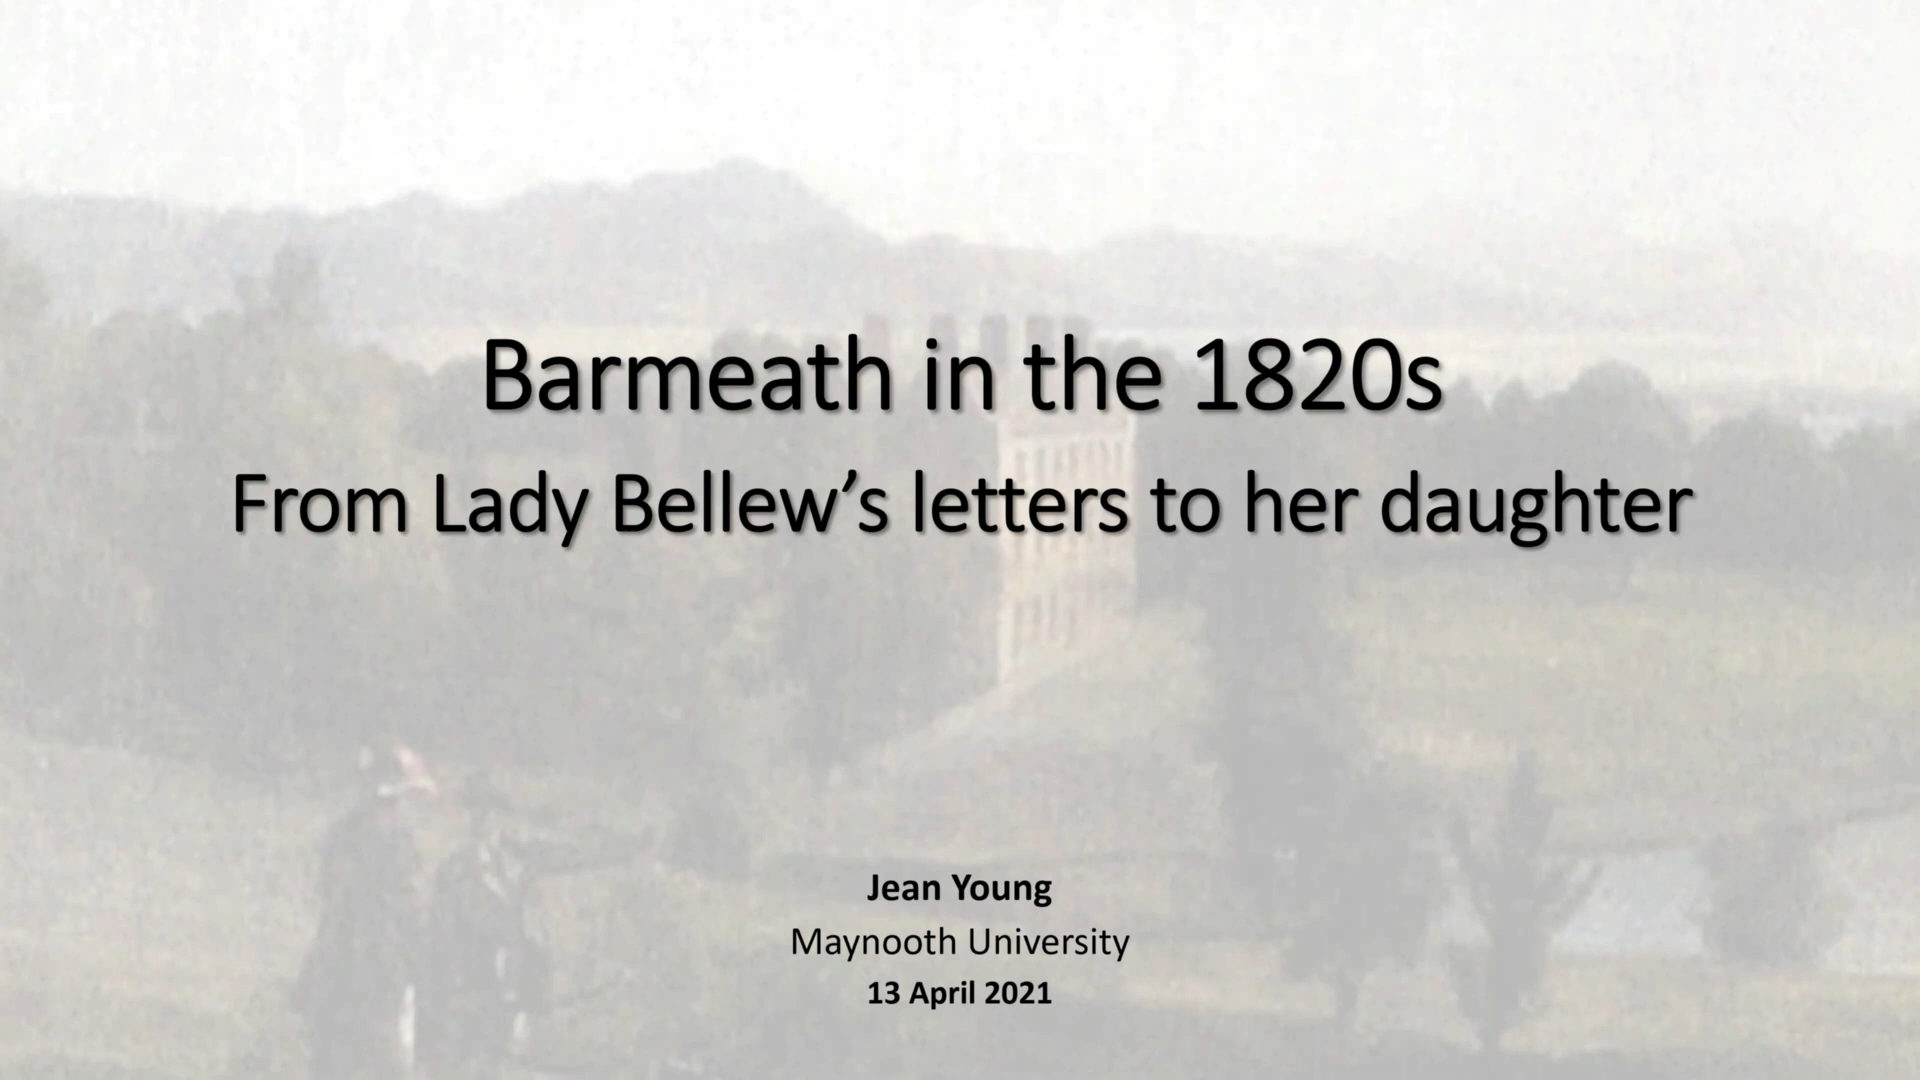 Barmeath in the 1820s
From Lady Bellew’s letters to her daughter
Jean Young
Maynooth University
13 April 2021